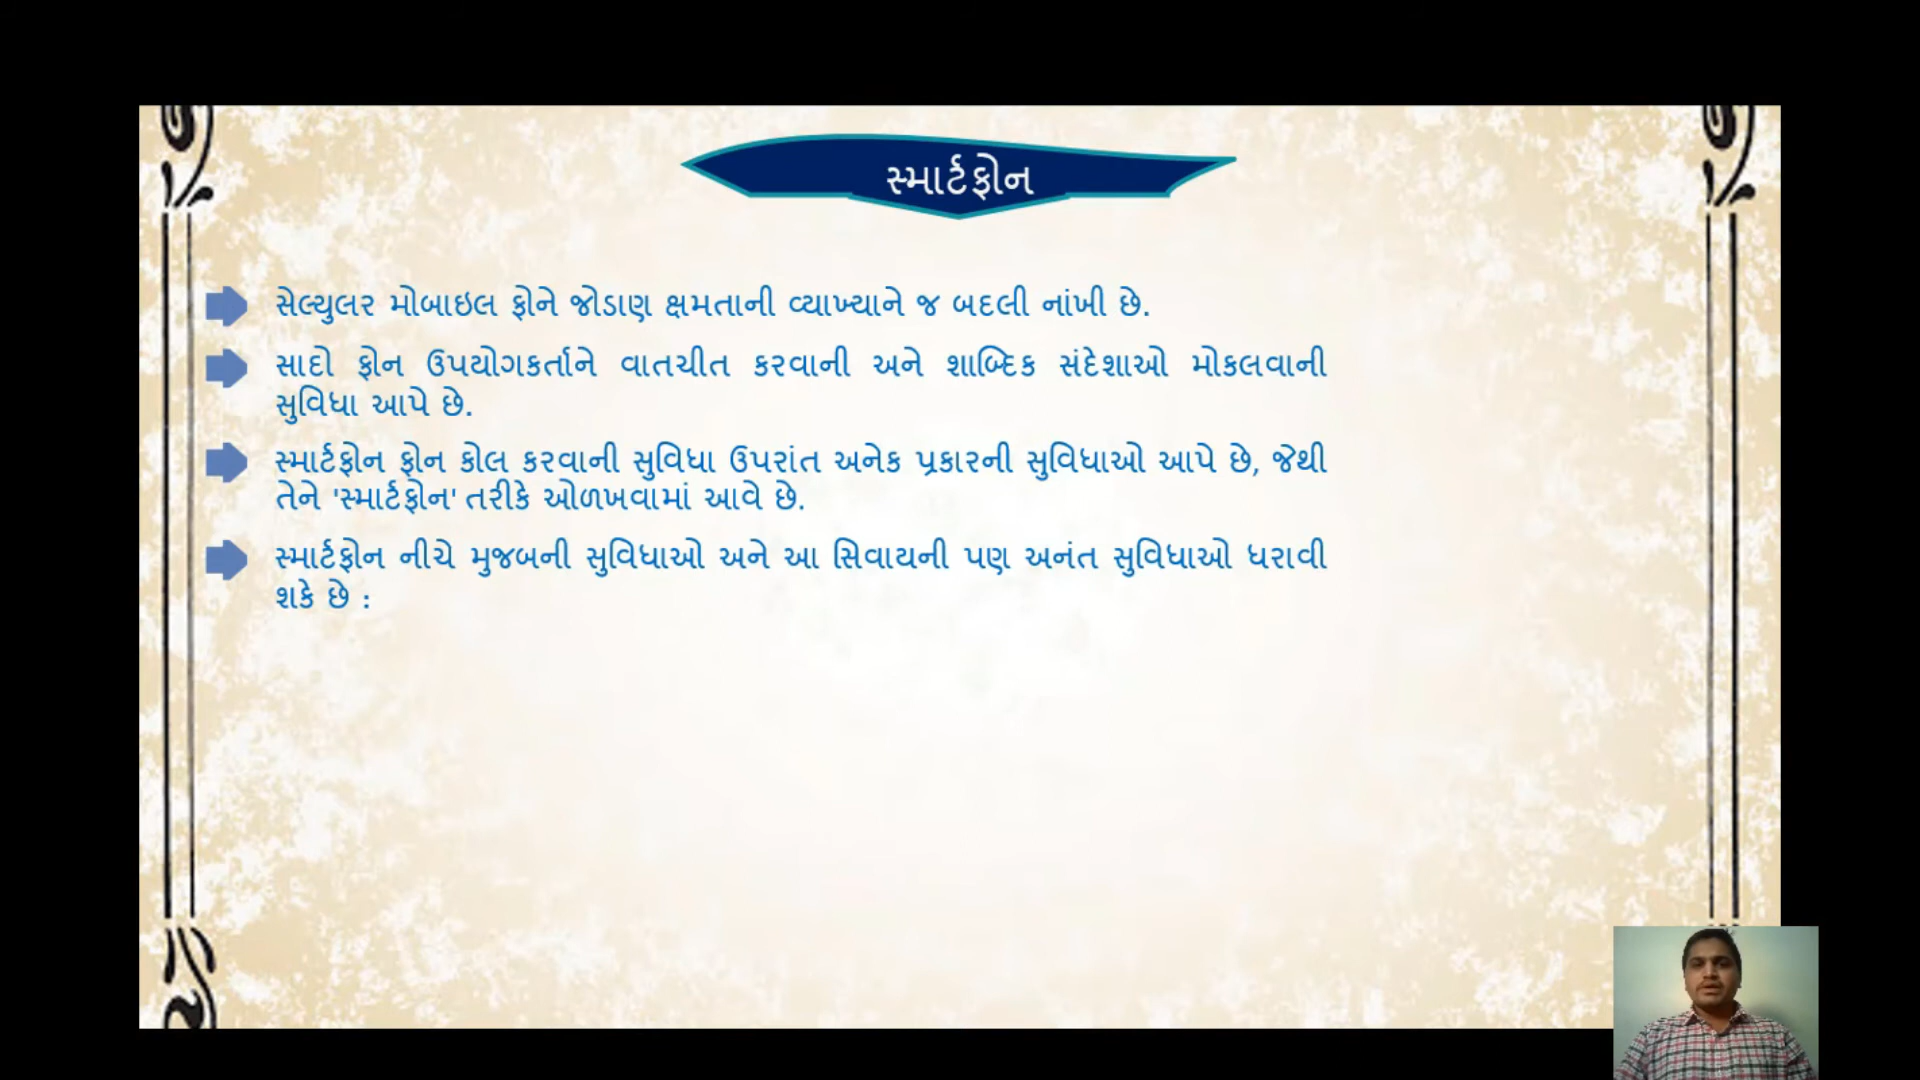 સ્માર્ટફોન
સેલ્યુલર મોબાઇલ ફોને જોડાણ ક્ષમતાની વ્યાખ્યાને જ બદલી નાંખી છે.
સાદો ફોન ઉપયોગકર્તાને વાતચીત કરવાની અને શાબ્દિક સંદેશાઓ મોકલવાની
સુવિધા આપે છે.
સ્માર્ટફોન ફોન કોલ કરવાની સુવિધા ઉપરાંત અનેક પ્રકારની સુવિધાઓ આપે છે, જેથી
તેને 'સ્માર્ટફોન' તરીકે ઓળખવામાં આવે છે.
સ્માર્ટફોન નીચે મુજબની સુવિધાઓ અને આ સિવાયની પણ અનંત સુવિધાઓ ધરાવી
શકે છે :